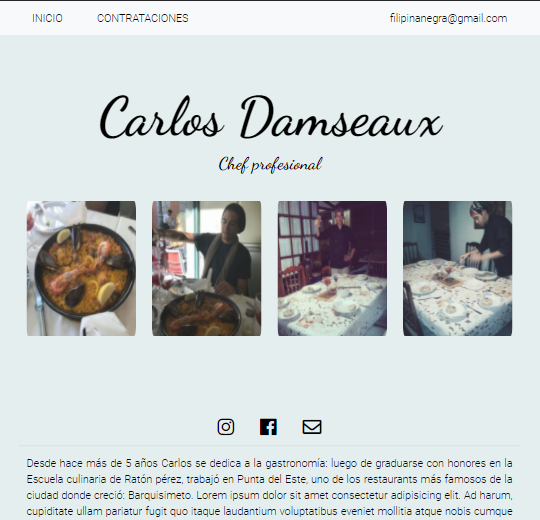 INICIO CONTRATACIONES filipinanegra@gmail.com
Carlos Damseaux
Chef profesional
Desde hace más de 5 años Carlos se dedica a la gastronomía: luego de graduarse con honores en la
Escuela culinaria de Ratón pérez, trabajó en Punta del Este, uno de los restaurants más famosos de la
ciudad donde creció: Barquisimeto. Lorem ipsum dolor sit amet consectetur adipisicing elit. Ad harum,
cupiditate ullam pariatur fugit quo itaque laudantium voluptatibus eveniet mollitia atque nobis cumque